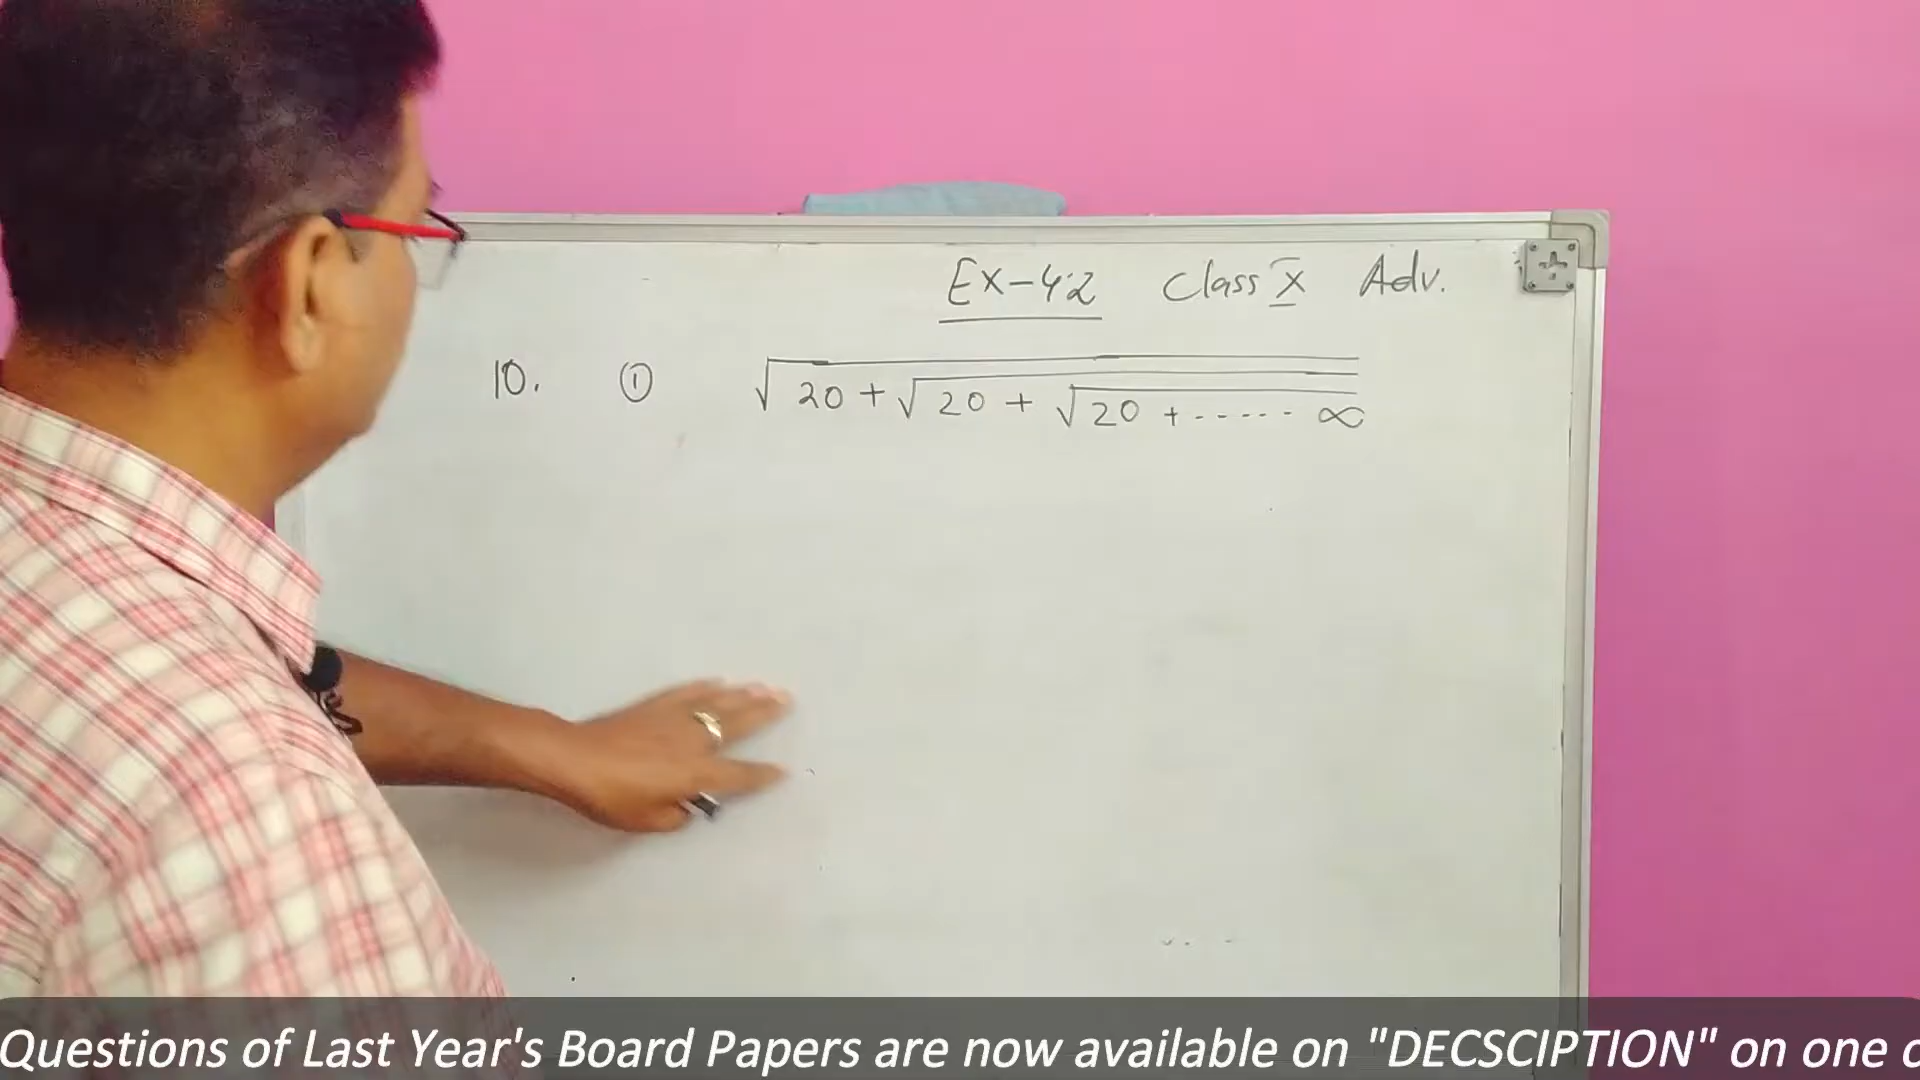 Ex-4.2 Class X Adv.
10. ① √20 + √20 + √20 + ----- ∞
Questions of Last Year's Board Papers are now available on "DECSCIPTION" on one